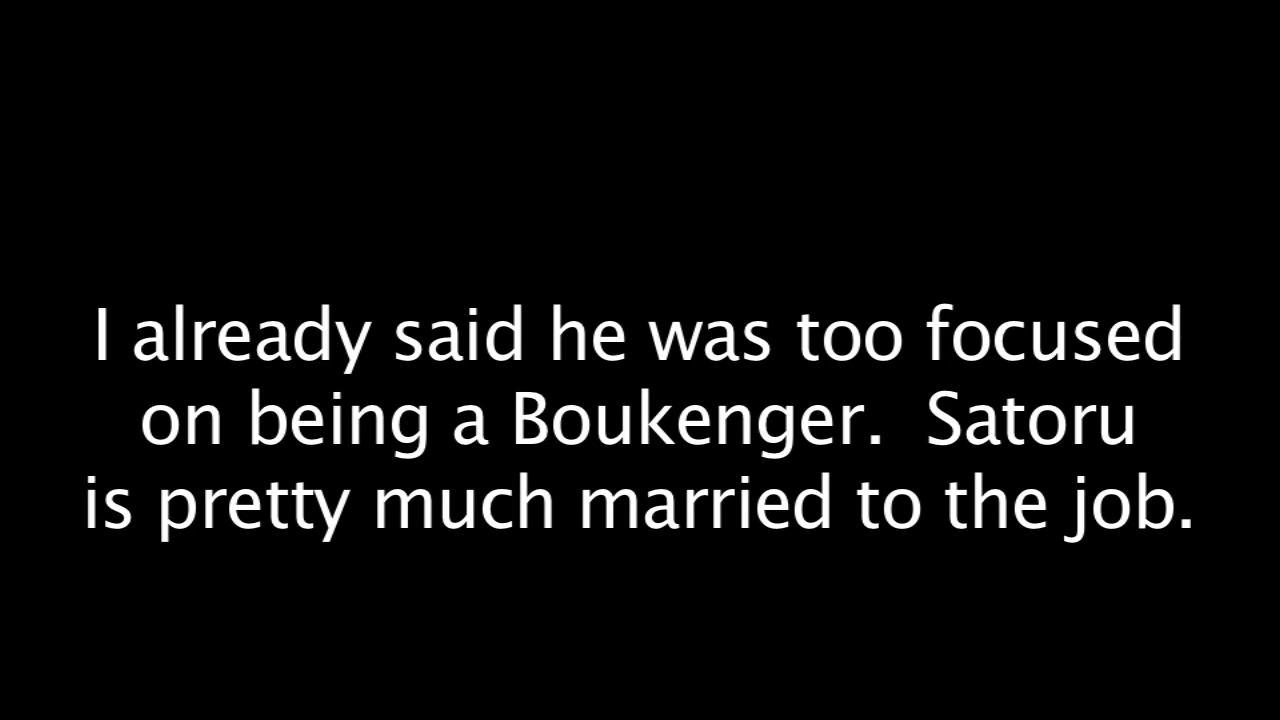 I already said he was too focused
on being a Boukenger.  Satoru
is pretty much married to the job.